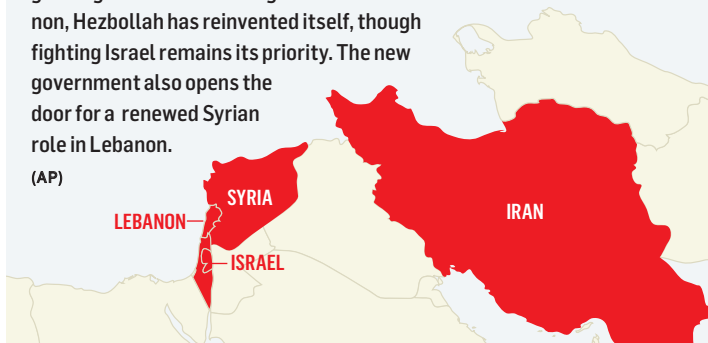 non, Hezbollah has reinvented itself, though
fighting Israel remains its priority. The new
government also opens the
door for a renewed Syrian
role in Lebanon.
(AP)
SYRIA
IRAN
LEBANON
ISRAEL